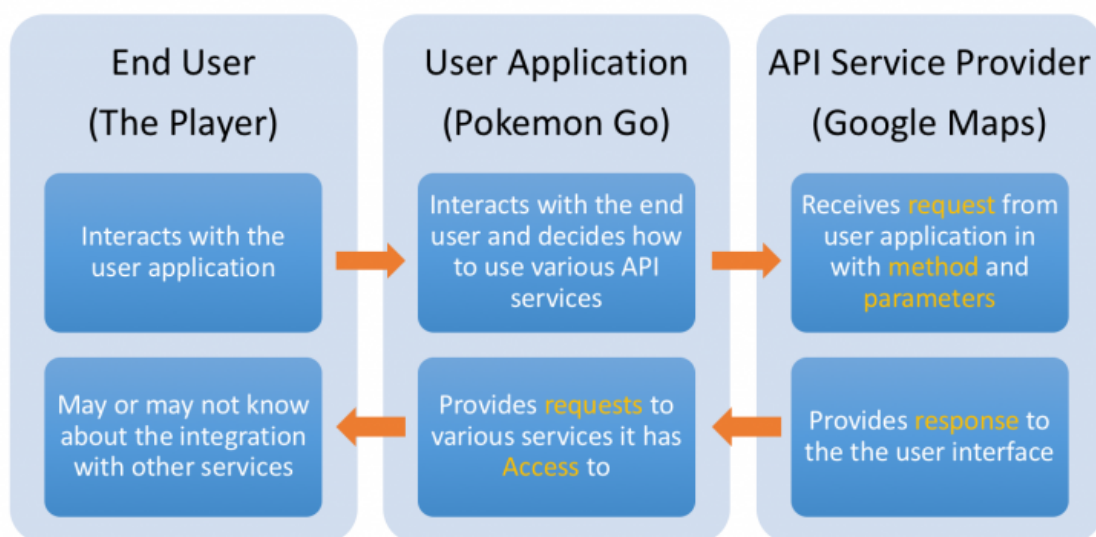 End User
(The Player)
Interacts with the
user application
May or may not know
about the integration
with other services
User Application
(Pokemon Go)
Interacts with the end
user and decides how
to use various API
services
Provides requests to
various services it has
Access to
API Service Provider
(Google Maps)
Receives request from
user application in
with method and
parameters
Provides response to
the the user interface